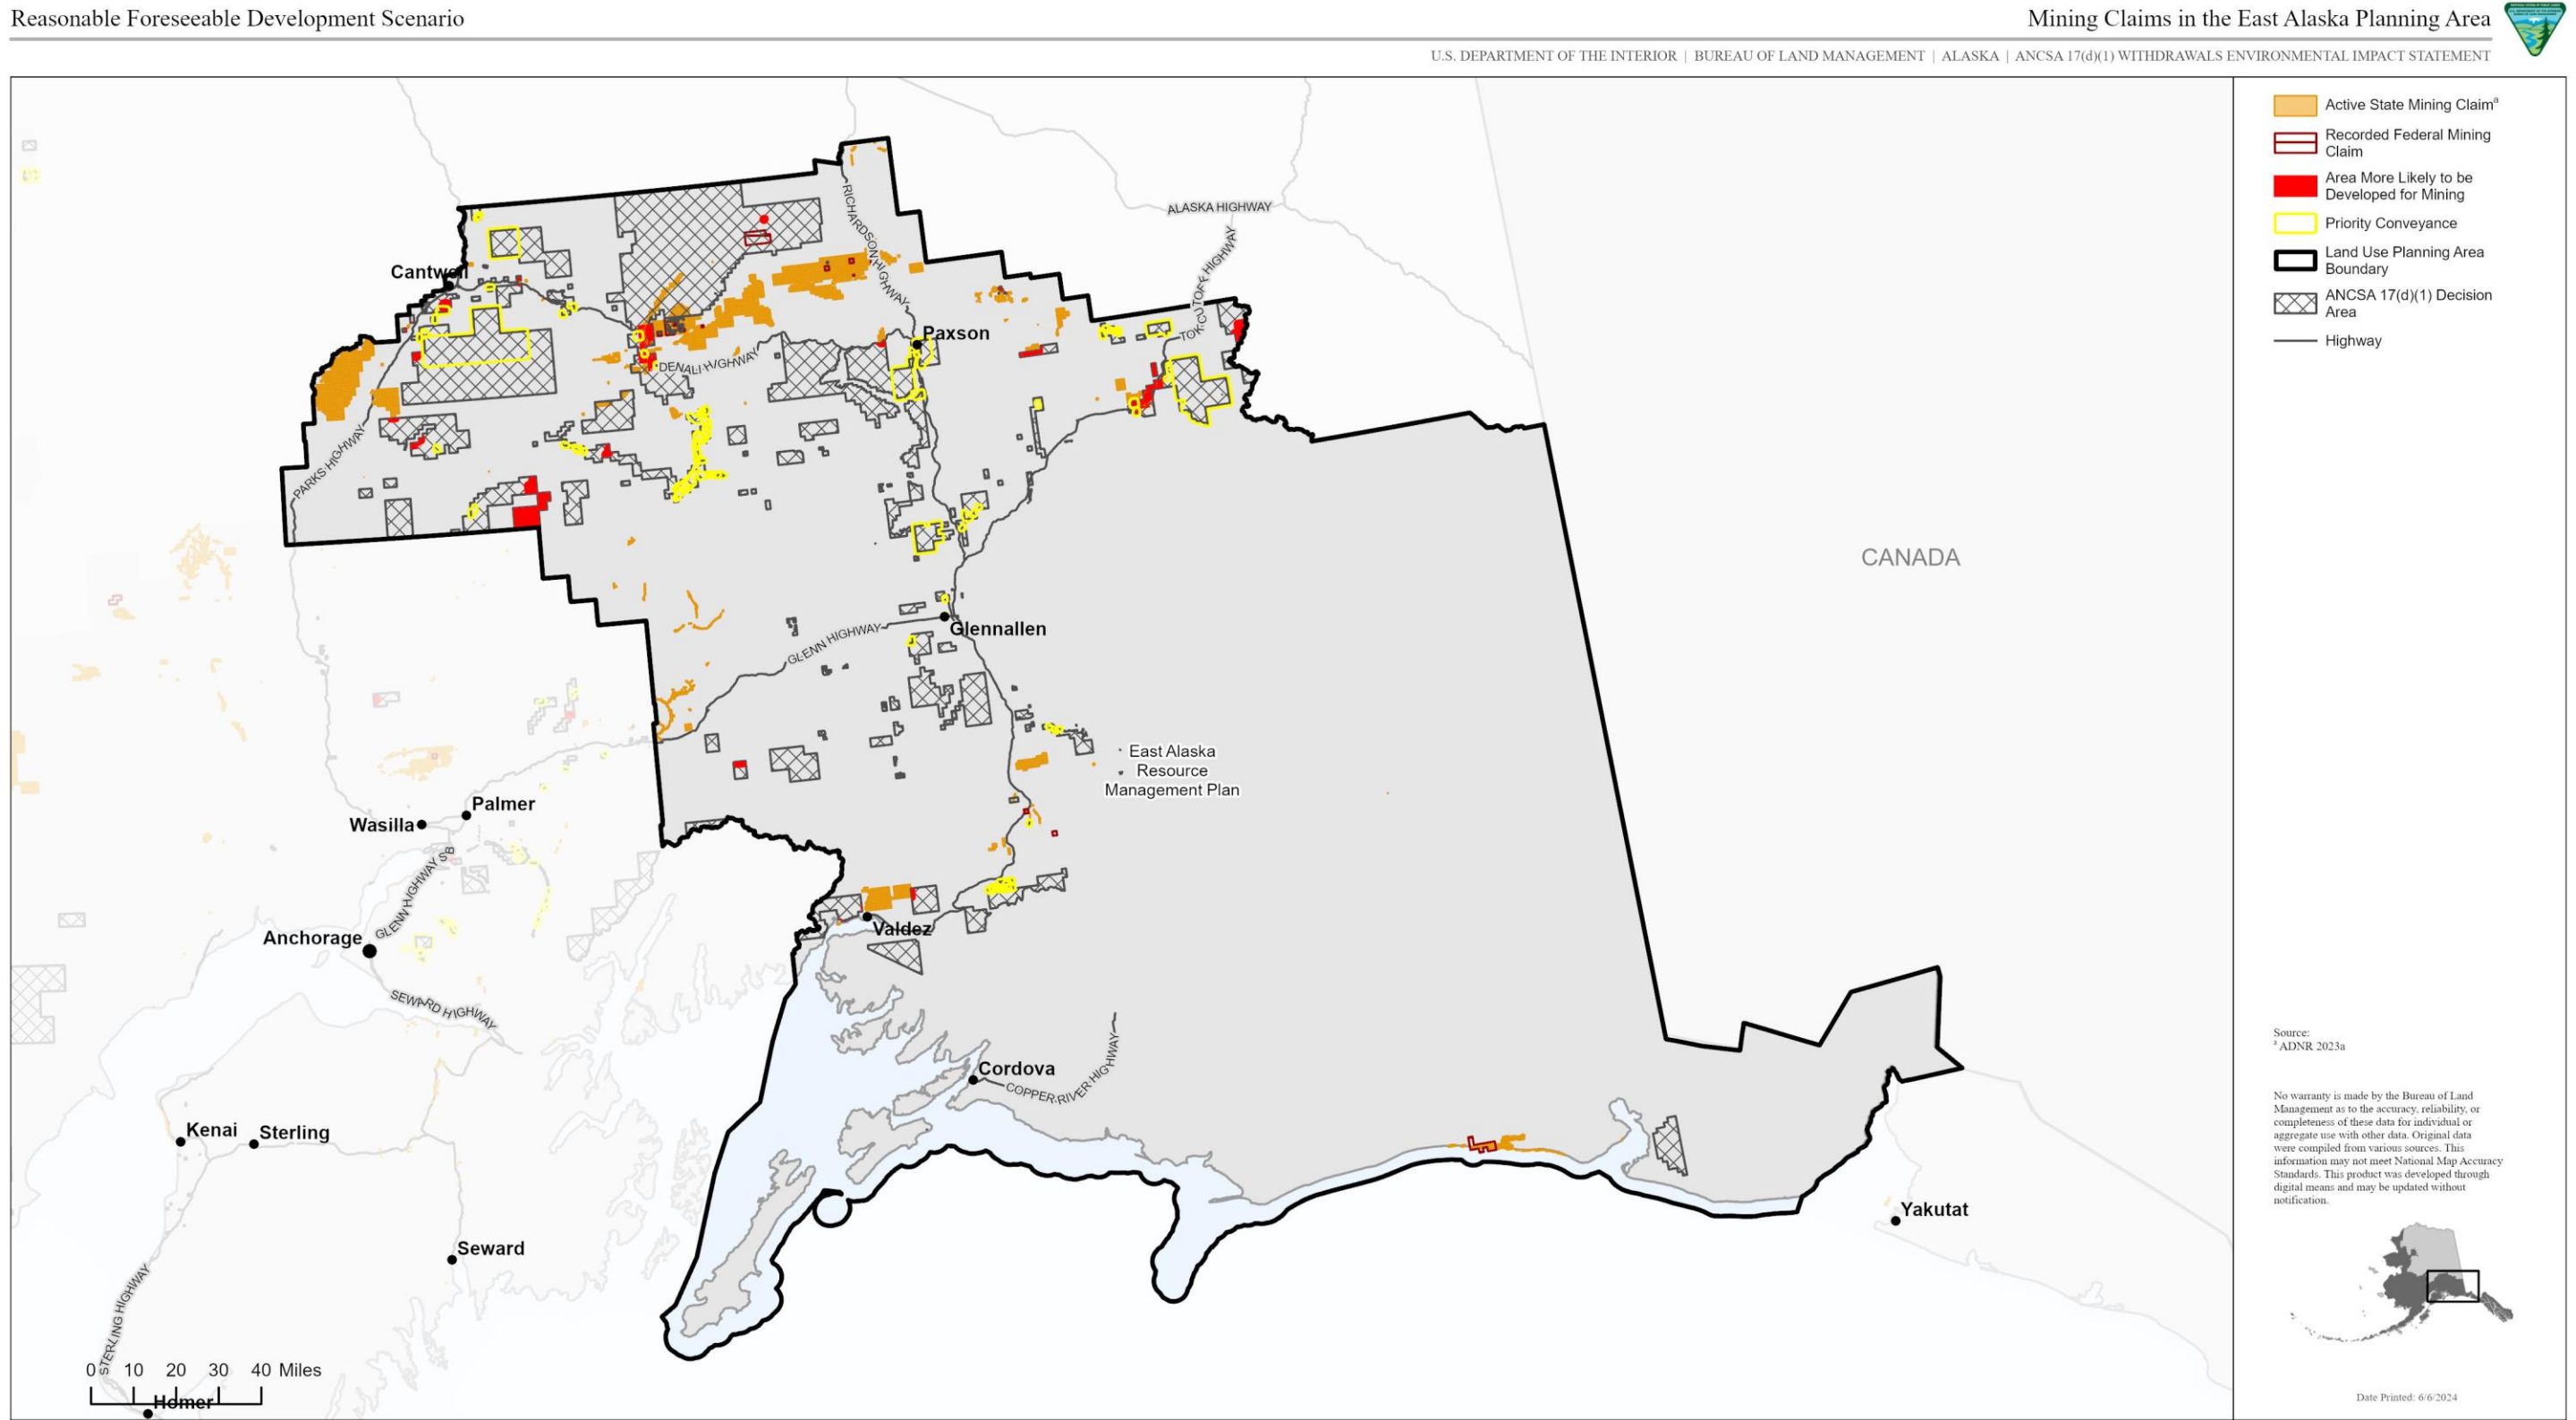 Reasonable Foreseeable Development Scenario
Mining Claims in the East Alaska Planning Area
U.S. DEPARTMENT OF THE INTERIOR | BUREAU OF LAND MANAGEMENT | ALASKA | ANCSA 17(d)(1) WITHDRAWALS ENVIRONMENTAL IMPACT STATEMENT
Active State Mining Claimᵃ
Recorded Federal Mining
Claim
Area More Likely to be
Developed for Mining
Priority Conveyance
Land Use Planning Area
Boundary
ANCSA 17(d)(1) Decision
Area
Highway
RICHARDSON HIGHWAY
ALASKA HIGHWAY
TOK CUTOFF HIGHWAY
Cantwell
Paxson
DENALI HIGHWAY
PARKS HIGHWAY
CANADA
Glennallen
GLENN HIGHWAY
East Alaska
Resource
Management Plan
Palmer
Wasilla
GLENN HIGHWAY SB
Anchorage
Valdez
SEWARD HIGHWAY
Cordova
COPPER RIVER HIGHWAY
Kenai
Sterling
Yakutat
Seward
STERLING HIGHWAY
0 10 20 30 40 Miles
Homer
Source:
ᵃ ADNR 2023a
No warranty is made by the Bureau of Land
Management as to the accuracy, reliability, or
completeness of these data for individual or
aggregate use with other data. Original data
were compiled from various sources. This
information may not meet National Map Accuracy
Standards. This product was developed through
digital means and may be updated without
notification.
Date Printed: 6/6/2024